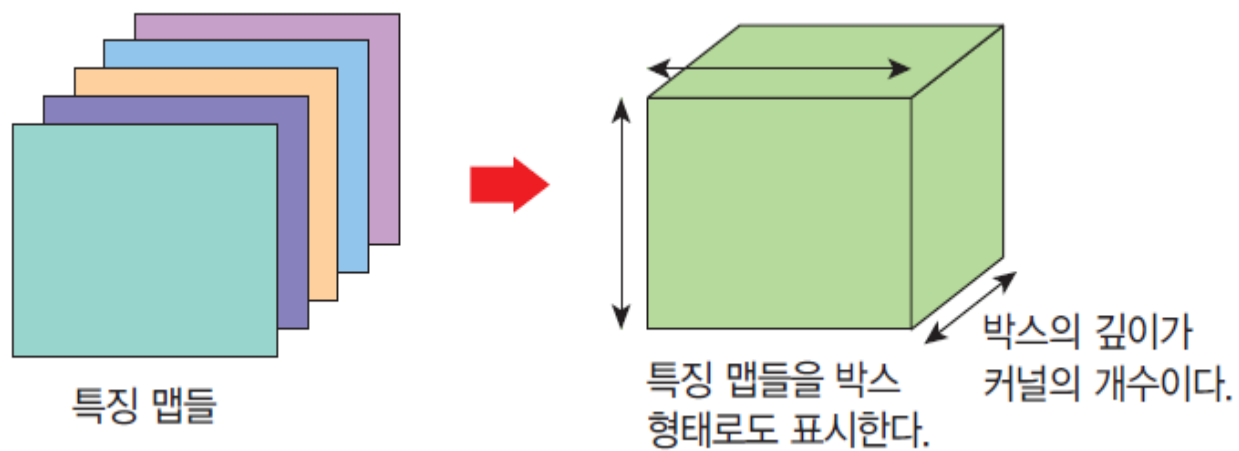 특징 맵들
특징 맵들을 박스
형태로도 표시한다.
박스의 깊이가
커널의 개수이다.